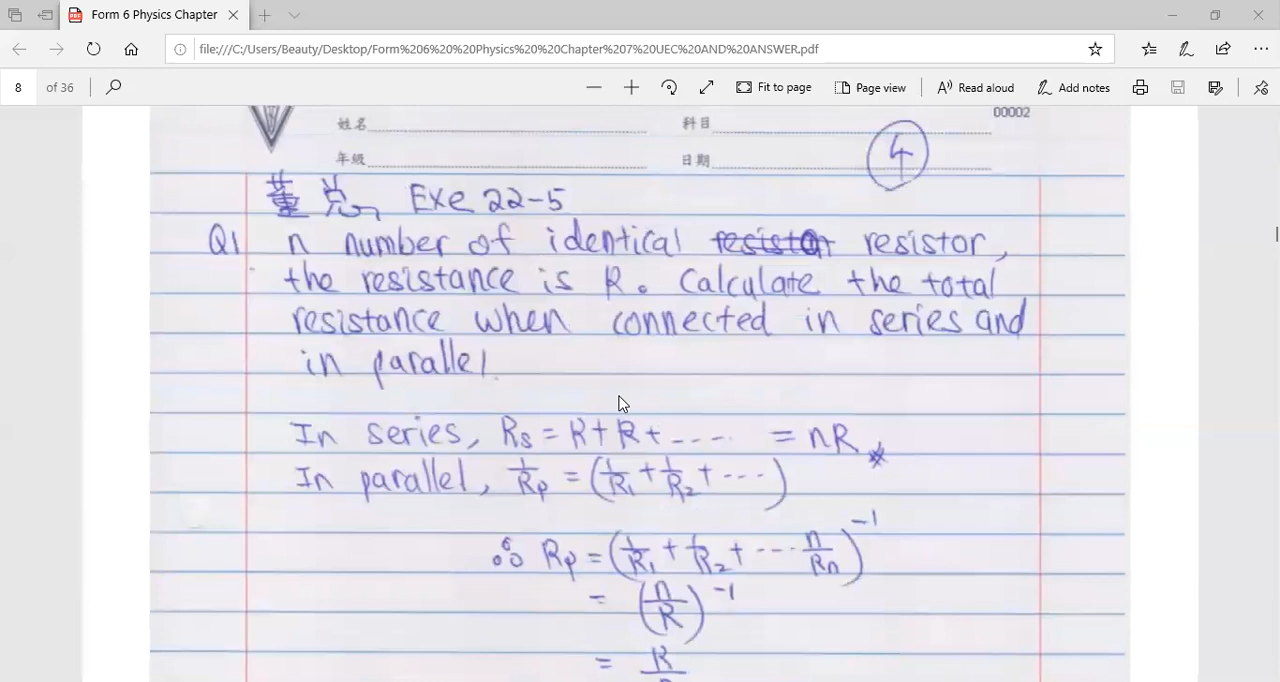 Form 6 Physics Chapter
file:///C:/Users/Beauty/Desktop/Form%206%20%20Physics%20%20Chapter%207%20UEC%20AND%20ANSWER.pdf
8 of 36 Fit to page Page view Read aloud Add notes
00002
姓名 科目
4
年級 日期
董总 Exe 22-5
Q1 n number of identical resistor resistor,
the resistance is R. Calculate the total
resistance when connected in series and
in parallel.
In series, Rs = R + R + ---- = nR *
In parallel, 1/Rp = (1/R1 + 1/R2 + ---)
∴ Rp = (1/R1 + 1/R2 + --- n/Rn)^-1
= (n/R)^-1
= R